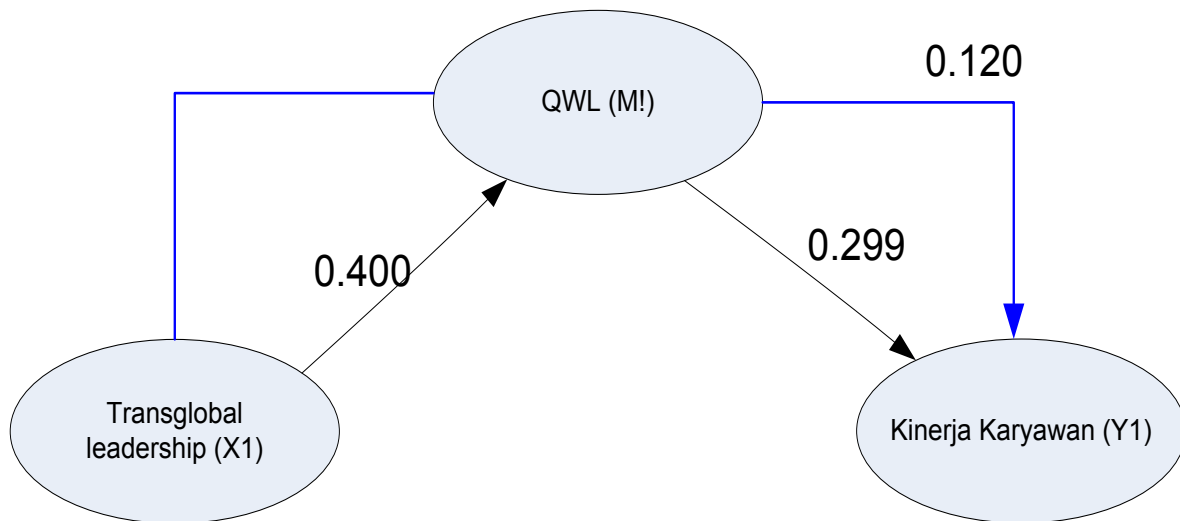 QWL (M!)
0.120
0.400
0.299
Transglobal
leadership (X1)
Kinerja Karyawan (Y1)